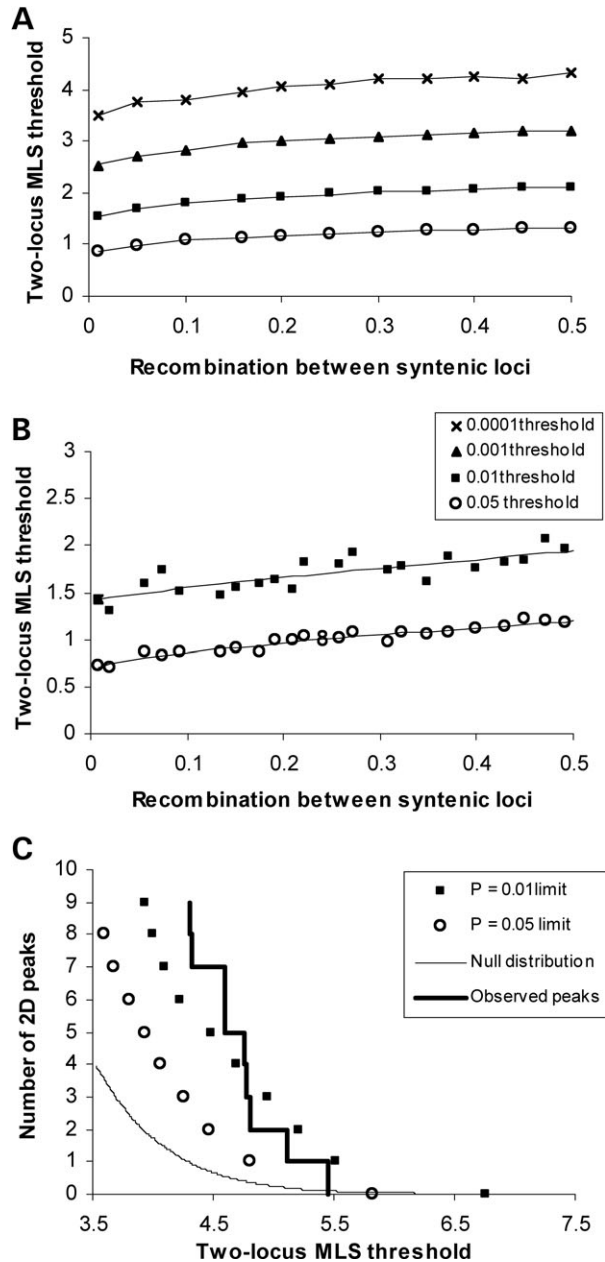 A
Two-locus MLS threshold
5
4
3
2
1
0
0 0.1 0.2 0.3 0.4 0.5
Recombination between syntenic loci
B
0.0001threshold
0.001threshold
0.01threshold
0.05 threshold
Two-locus MLS threshold
3
2.5
2
1.5
1
0.5
0
0 0.1 0.2 0.3 0.4 0.5
Recombination between syntenic loci
C
P = 0.01limit
P = 0.05 limit
Null distribution
Observed peaks
Number of 2D peaks
10
9
8
7
6
5
4
3
2
1
0
3.5 4.5 5.5 6.5 7.5
Two-locus MLS threshold